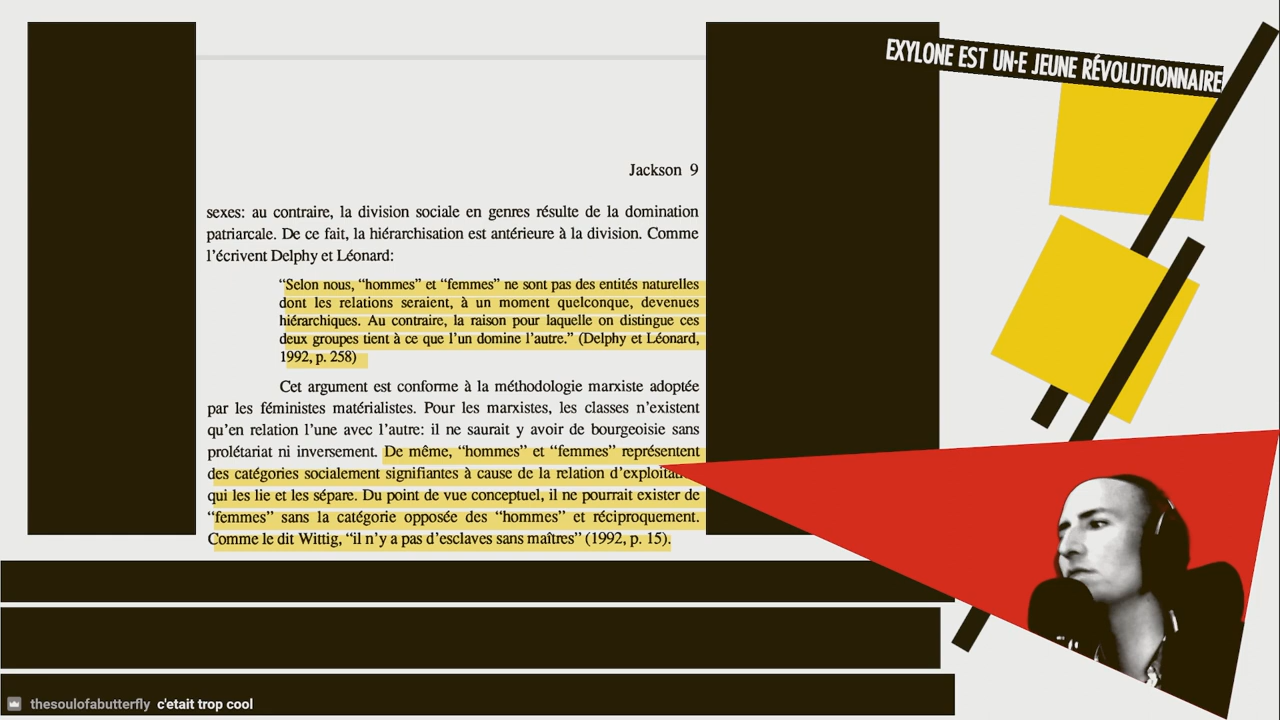 EXYLONE EST UN·E JEUNE RÉVOLUTIONNAIRE
Jackson 9
sexes: au contraire, la division sociale en genres résulte de la domination
patriarcale. De ce fait, la hiérarchisation est antérieure à la division. Comme
l'écrivent Delphy et Léonard:
“Selon nous, “hommes” et “femmes” ne sont pas des entités naturelles
dont les relations seraient, à un moment quelconque, devenues
hiérarchiques. Au contraire, la raison pour laquelle on distingue ces
deux groupes tient à ce que l'un domine l'autre.” (Delphy et Léonard,
1992, p. 258)
Cet argument est conforme à la méthodologie marxiste adoptée
par les féministes matérialistes. Pour les marxistes, les classes n'existent
qu'en relation l'une avec l'autre: il ne saurait y avoir de bourgeoisie sans
prolétariat ni inversement. De même, “hommes” et “femmes” représentent
des catégories socialement signifiantes à cause de la relation
qui les lie et les sépare. Du point de vue conceptuel, il ne pourrait exister de
“femmes” sans la catégorie opposée des “hommes” et réciproquement.
Comme le dit Wittig, “il n'y a pas d'esclaves sans maîtres” (1992, p. 15).
thesoulofabutterfly c'etait trop cool